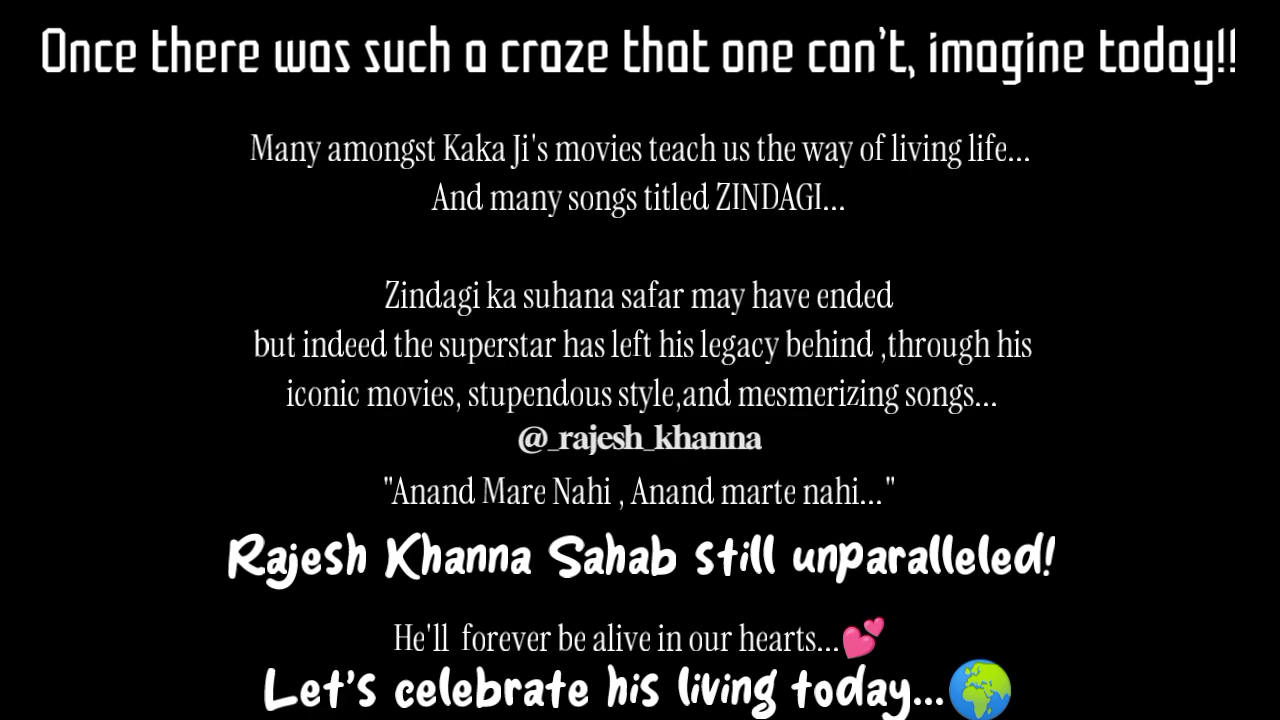 Once there was such a craze that one can't, imagine today!!
Many amongst Kaka Ji's movies teach us the way of living life...
And many songs titled ZINDAGI...
Zindagi ka suhana safar may have ended
but indeed the superstar has left his legacy behind ,through his
iconic movies, stupendous style,and mesmerizing songs...
@_rajesh_khanna
"Anand Mare Nahi , Anand marte nahi..."
Rajesh Khanna Sahab still unparalleled!
He'll  forever be alive in our hearts...💕
Let's celebrate his living today...🌍